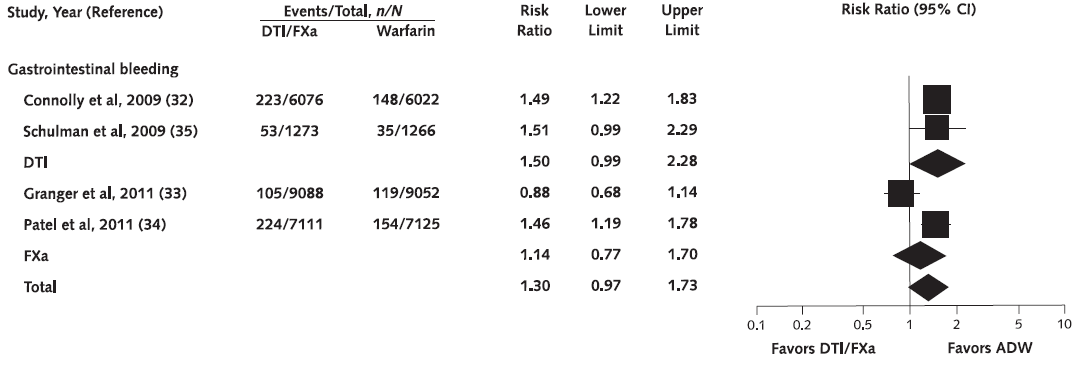 Study, Year (Reference) Events/Total, n/N Risk Lower Upper Risk Ratio (95% CI)
DTI/FXa Warfarin Ratio Limit Limit
Gastrointestinal bleeding
Connolly et al, 2009 (32) 223/6076 148/6022 1.49 1.22 1.83
Schulman et al, 2009 (35) 53/1273 35/1266 1.51 0.99 2.29
DTI 1.50 0.99 2.28
Granger et al, 2011 (33) 105/9088 119/9052 0.88 0.68 1.14
Patel et al, 2011 (34) 224/7111 154/7125 1.46 1.19 1.78
FXa 1.14 0.77 1.70
Total 1.30 0.97 1.73
0.1 0.2 0.5 1 2 5 10
Favors DTI/FXa Favors ADW